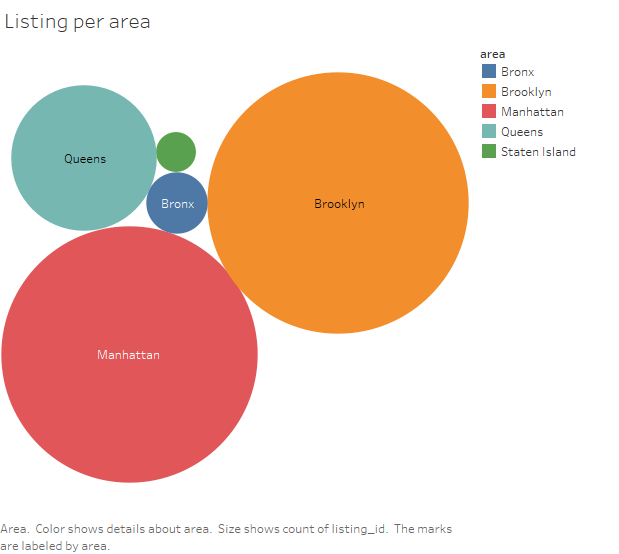 Listing per area
area
Bronx
Brooklyn
Manhattan
Queens
Staten Island
Queens
Bronx
Brooklyn
Manhattan
Area.  Color shows details about area.  Size shows count of listing_id.  The marks
are labeled by area.